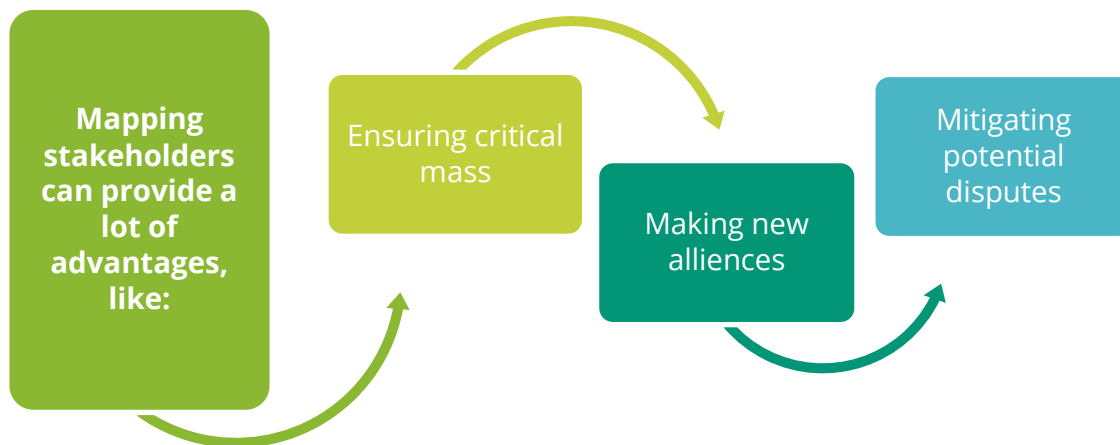 Mapping
stakeholders
can provide a
lot of
advantages,
like:
Ensuring critical
mass
Making new
alliences
Mitigating
potential
disputes